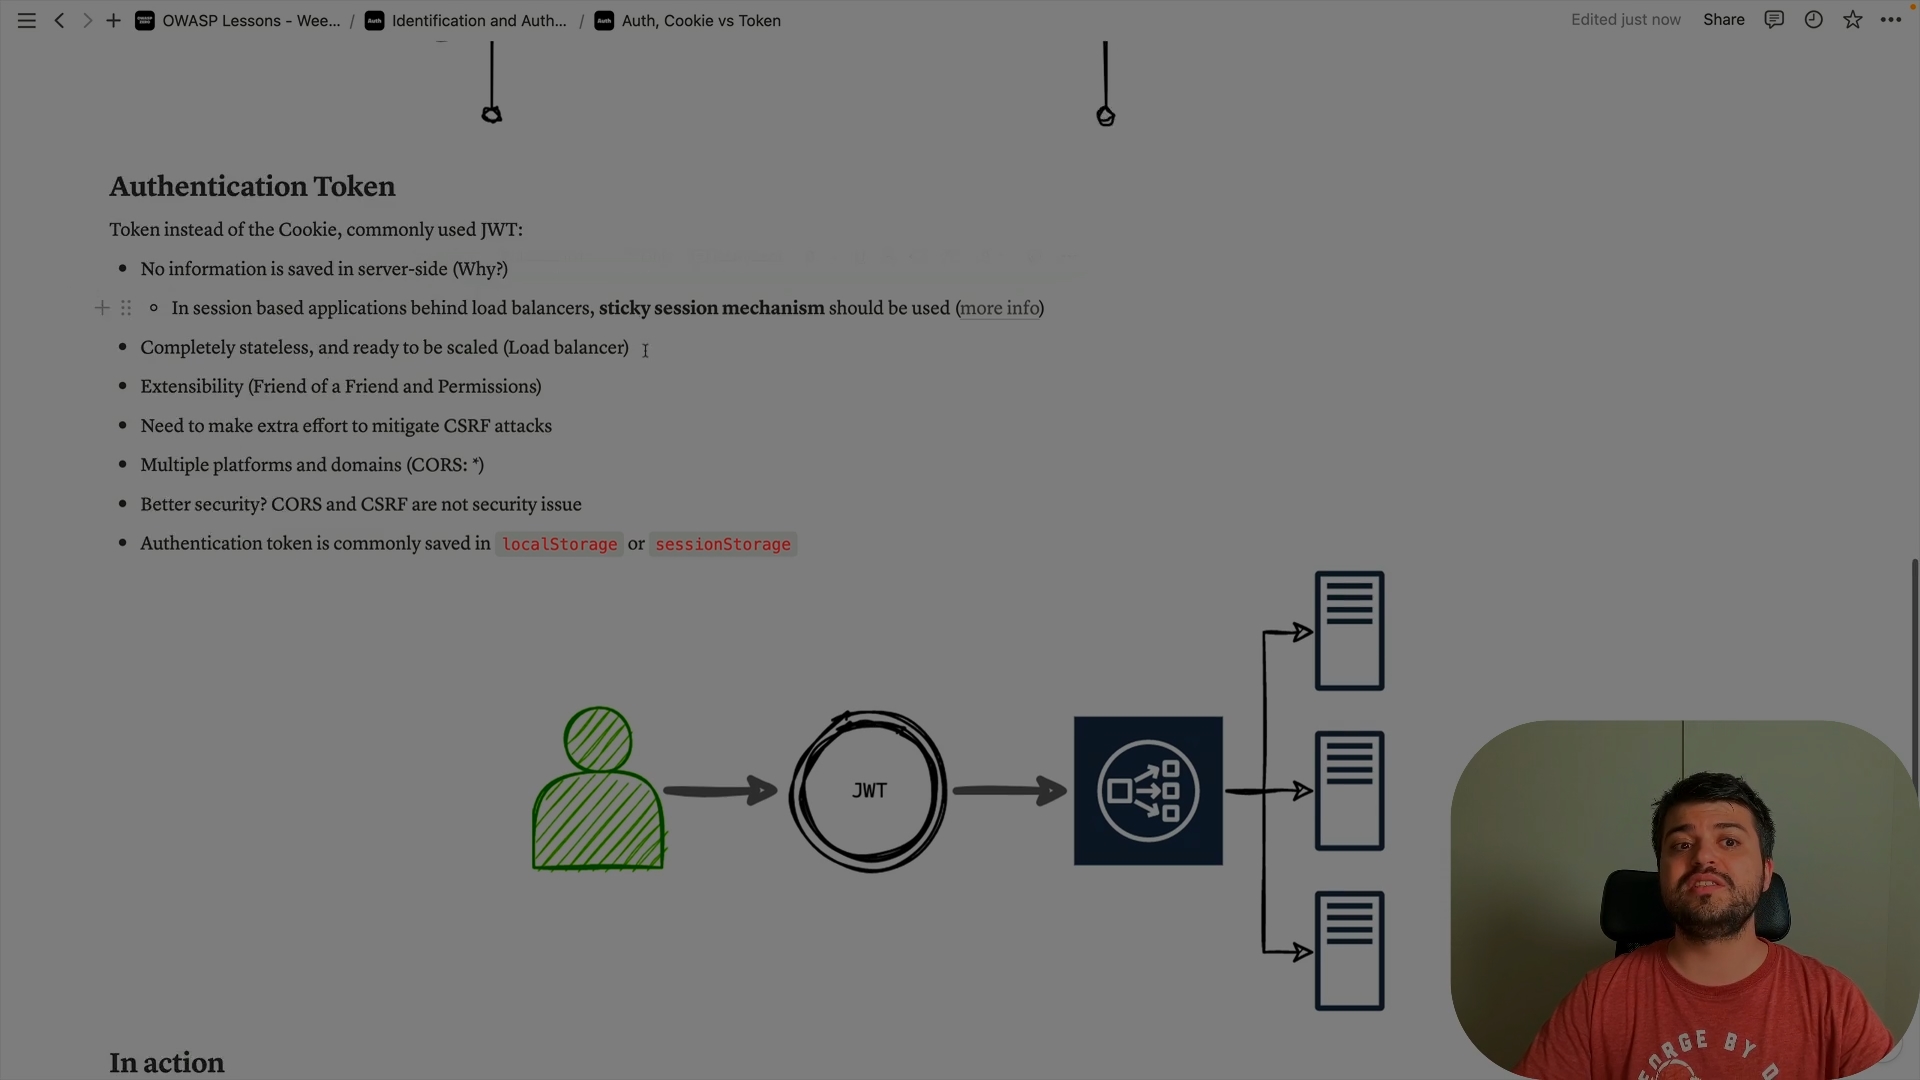 OWASP Lessons - Wee... / Auth Identification and Auth... / Auth Auth, Cookie vs Token
Edited just now Share
Authentication Token
Token instead of the Cookie, commonly used JWT:
No information is saved in server-side (Why?)
In session based applications behind load balancers, sticky session mechanism should be used (more info)
Completely stateless, and ready to be scaled (Load balancer)
Extensibility (Friend of a Friend and Permissions)
Need to make extra effort to mitigate CSRF attacks
Multiple platforms and domains (CORS: *)
Better security? CORS and CSRF are not security issue
Authentication token is commonly saved in localStorage or sessionStorage
JWT
In action